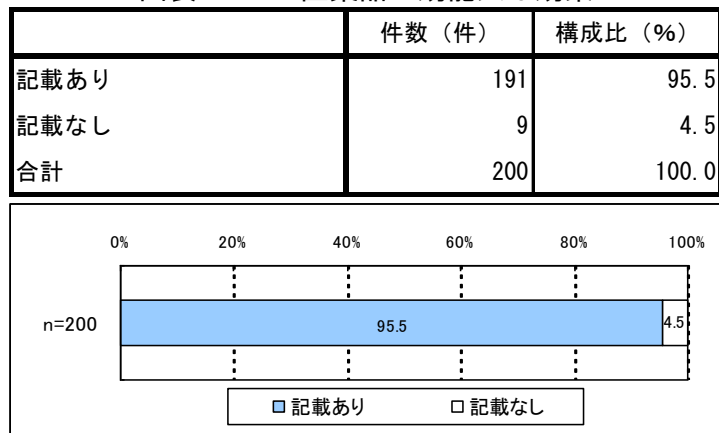 件数（件） 構成比（%）
記載あり 191 95.5
記載なし 9 4.5
合計 200 100.0
0% 20% 40% 60% 80% 100%
n=200 95.5 4.5
記載あり 記載なし